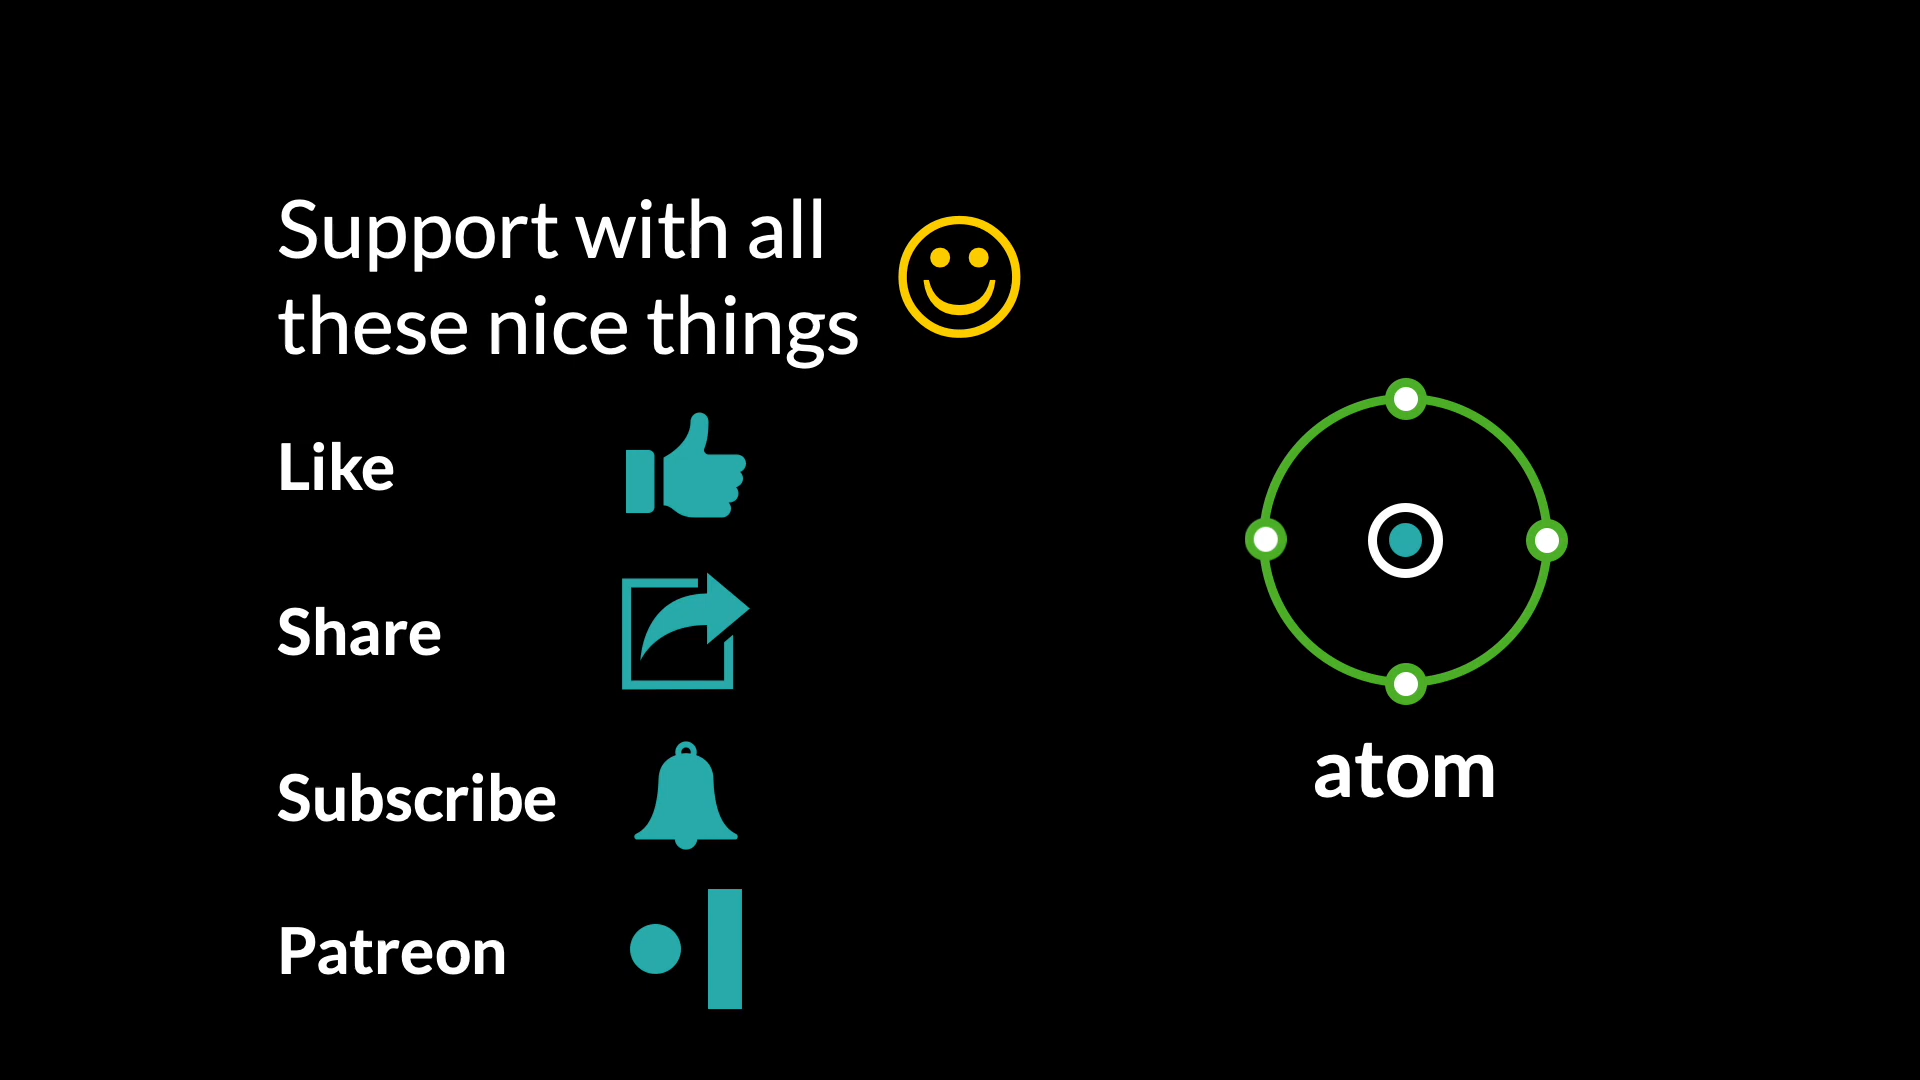 Support with all
these nice things
Like
Share
Subscribe
Patreon
atom